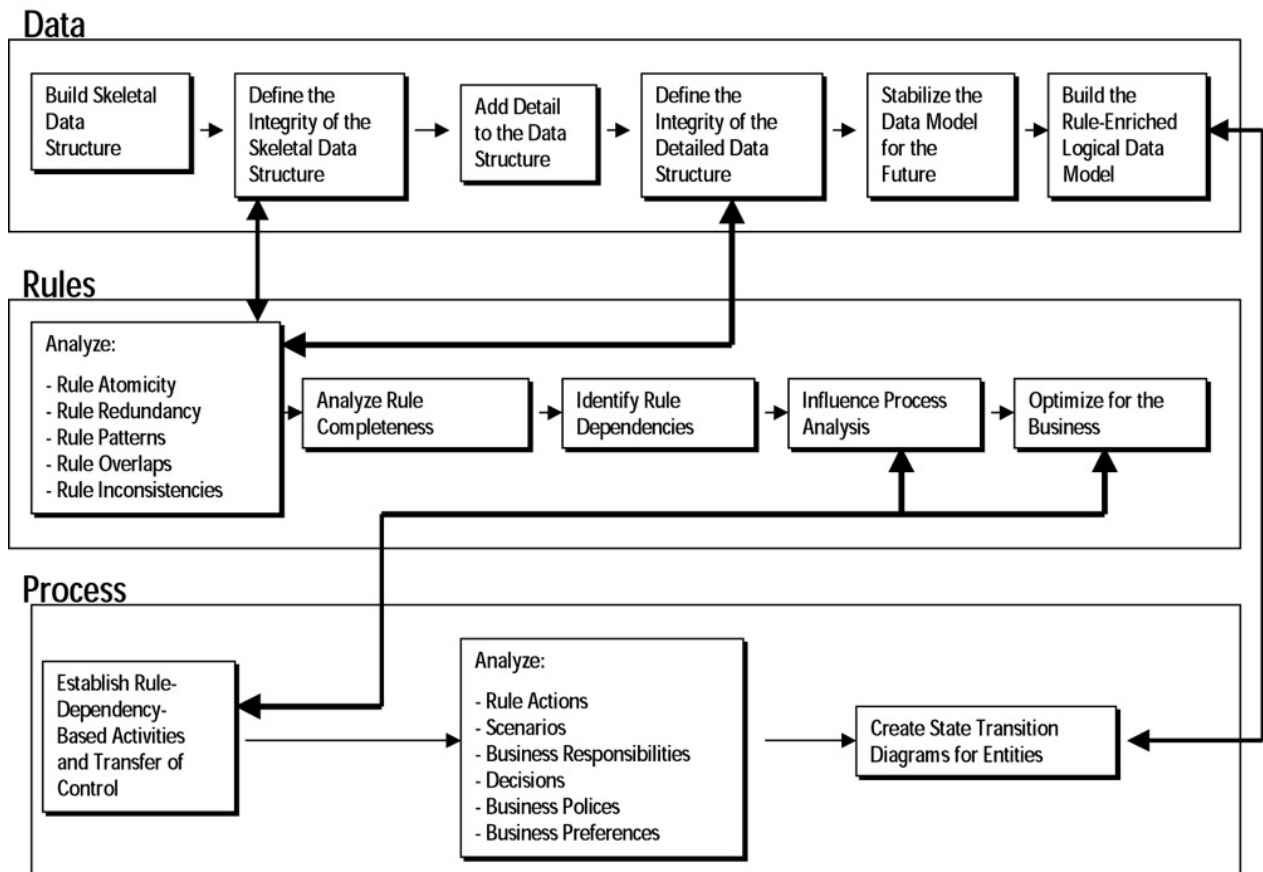 Data
Build Skeletal
Data
Structure
Define the
Integrity of the
Skeletal Data
Structure
Add Detail
to the Data
Structure
Define the
Integrity of the
Detailed Data
Structure
Stabilize the
Data Model
for the
Future
Build the
Rule-Enriched
Logical Data
Model
Rules
Analyze:
- Rule Atomicity
- Rule Redundancy
- Rule Patterns
- Rule Overlaps
- Rule Inconsistencies
Analyze Rule
Completeness
Identify Rule
Dependencies
Influence Process
Analysis
Optimize for the
Business
Process
Establish Rule-
Dependency-
Based Activities
and Transfer of
Control
Analyze:
- Rule Actions
- Scenarios
- Business Responsibilities
- Decisions
- Business Polices
- Business Preferences
Create State Transition
Diagrams for Entities